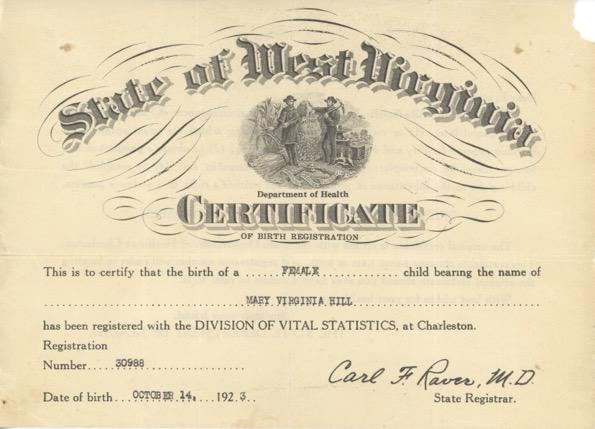 State of West Virginia
Department of Health
CERTIFICATE
OF BIRTH REGISTRATION
This is to certify that the birth of a ......FEMALE............. child bearing the name of
MARY VIRGINIA HILL
has been registered with the DIVISION OF VITAL STATISTICS, at Charleston.
Registration
Number....30988....................
Carl F. Raver, M.D.
Date of birth...OCTOBER 14,....1923..
State Registrar.